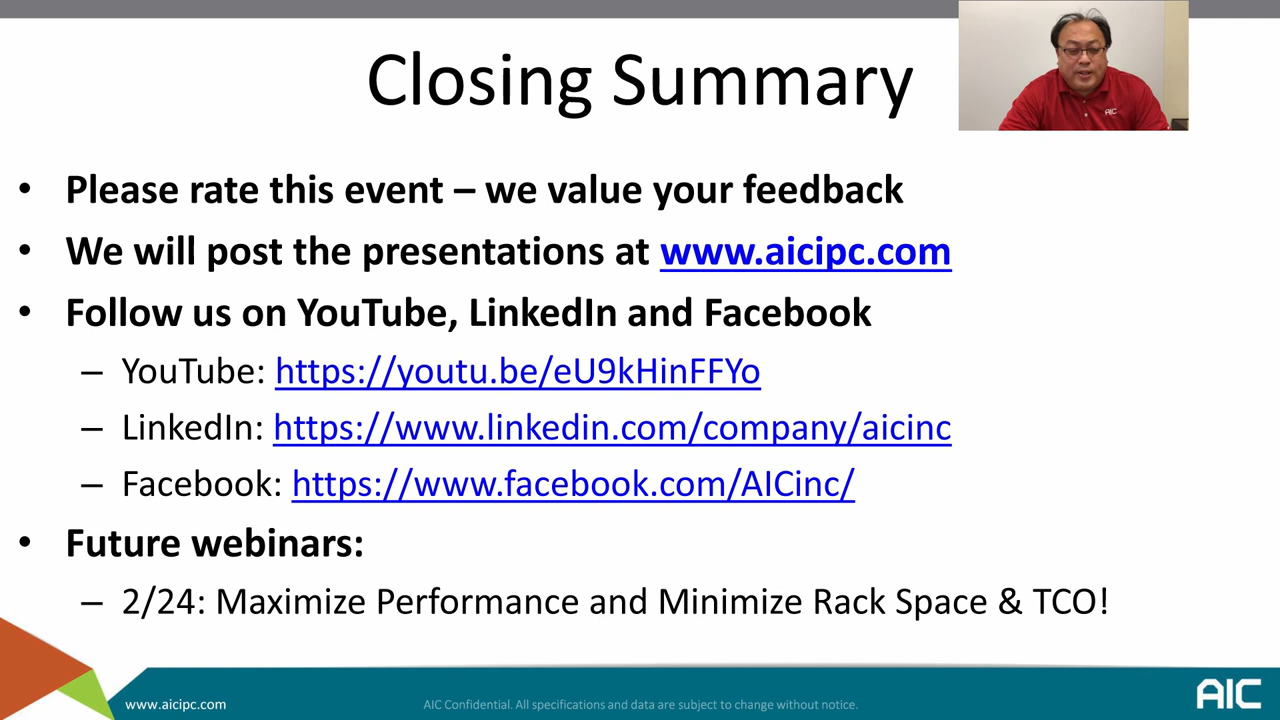 Closing Summary
AIC
• Please rate this event – we value your feedback
• We will post the presentations at www.aicipc.com
• Follow us on YouTube, LinkedIn and Facebook
– YouTube: https://youtu.be/eU9kHinFFYo
– LinkedIn: https://www.linkedin.com/company/aicinc
– Facebook: https://www.facebook.com/AICinc/
• Future webinars:
– 2/24: Maximize Performance and Minimize Rack Space & TCO!
www.aicipc.com
AIC Confidential. All specifications and data are subject to change without notice.
AIC